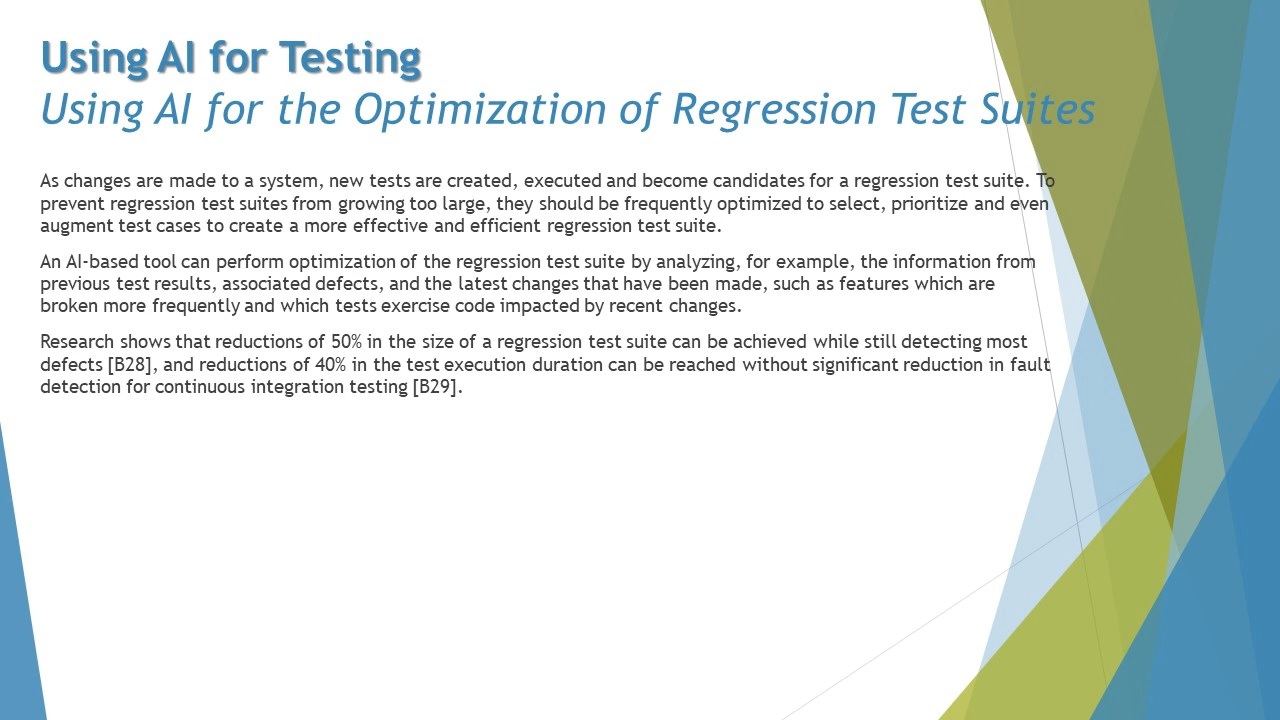 Using AI for Testing
Using AI for the Optimization of Regression Test Suites
As changes are made to a system, new tests are created, executed and become candidates for a regression test suite. To
prevent regression test suites from growing too large, they should be frequently optimized to select, prioritize and even
augment test cases to create a more effective and efficient regression test suite.
An AI-based tool can perform optimization of the regression test suite by analyzing, for example, the information from
previous test results, associated defects, and the latest changes that have been made, such as features which are
broken more frequently and which tests exercise code impacted by recent changes.
Research shows that reductions of 50% in the size of a regression test suite can be achieved while still detecting most
defects [B28], and reductions of 40% in the test execution duration can be reached without significant reduction in fault
detection for continuous integration testing [B29].